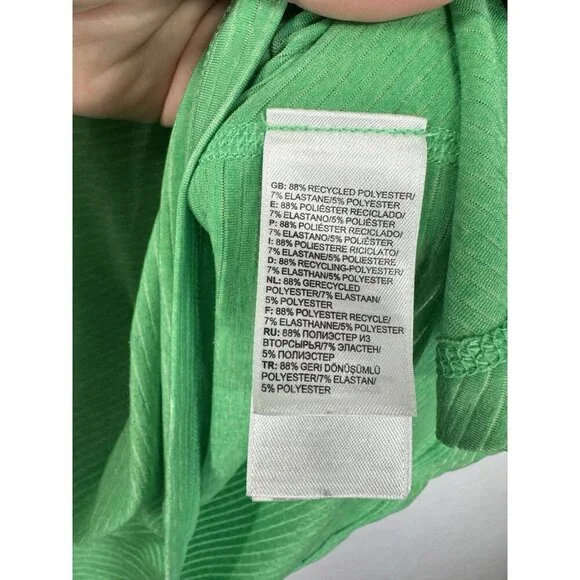 GB: 88% RECYCLED POLYESTER/
7% ELASTANE/5% POLYESTER
E: 88% POLIÉSTER RECICLADO/
7% ELASTANO/5% POLIÉSTER
P: 88% POLIÉSTER RECICLADO/
7% ELASTANO/5% POLIÉSTER
I: 88% POLIESTERE RICICLATO/
7% ELASTANE/5% POLIESTERE
D: 88% RECYCLING-POLYESTER/
7% ELASTHAN/5% POLYESTER
NL: 88% GERECYCLED
POLYESTER/7% ELASTAAN/
5% POLYESTER
F: 88% POLYESTER RECYCLE/
7% ELASTHANNE/5% POLYESTER
RU: 88% ПОЛИЭСТЕР ИЗ
ВТОРСЫРЬЯ/7% ЭЛАСТЕН/
5% ПОЛИЭСТЕР
TR: 88% GERİ DÖNÜŞÜMLÜ
POLYESTER/7% ELASTAN/
5% POLYESTER